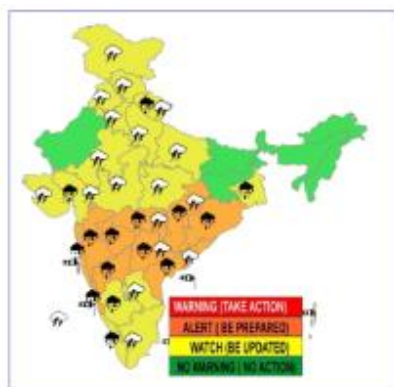 WARNING (TAKE ACTION)
ALERT ( BE PREPARED)
WATCH (BE UPDATED)
NO WARNING ( NO ACTION)